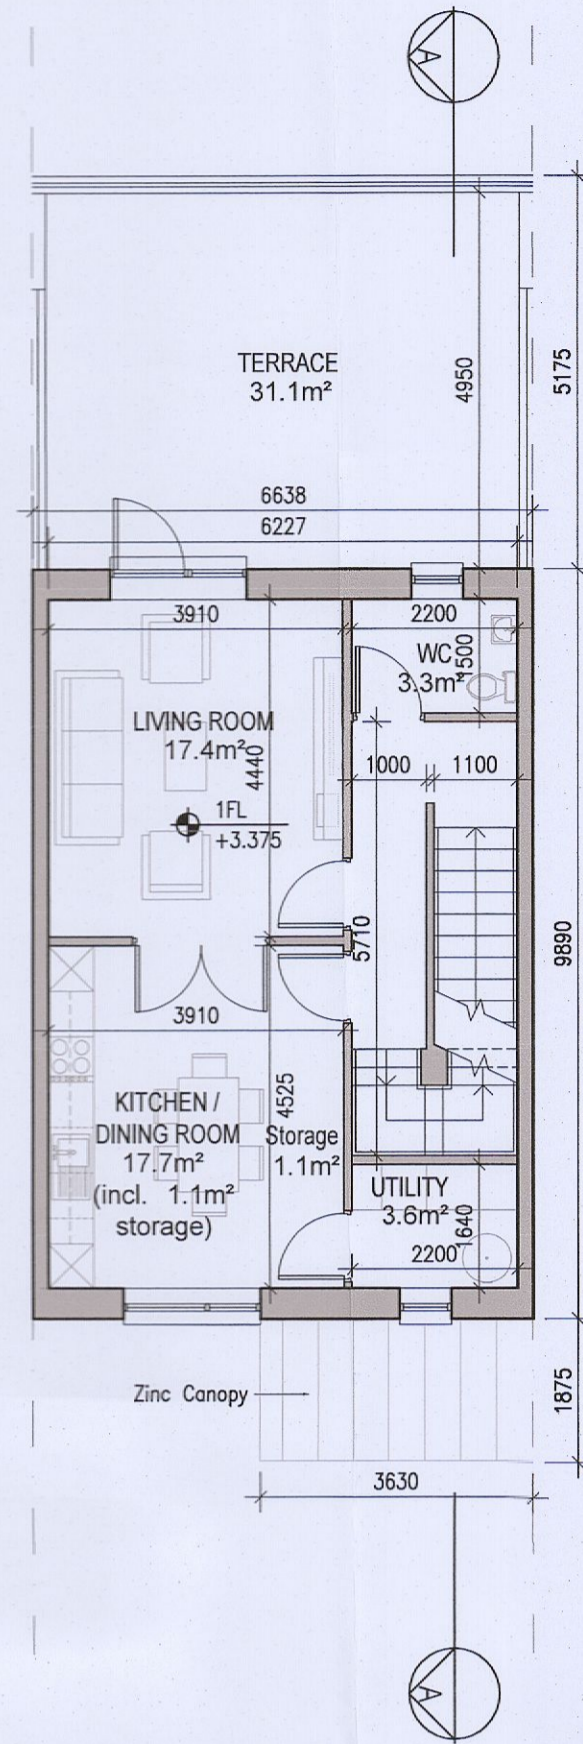 A
TERRACE
31.1m²
4950
5175
6638
6227
3910
2200
WC
3.3m²
1500
LIVING ROOM
17.4m²
4440
1000
1100
1FL
+3.375
5710
9890
3910
KITCHEN /
DINING ROOM
17.7m²
(incl. 1.1m²
storage)
4525
Storage
1.1m²
UTILITY
3.6m²
1640
2200
Zinc Canopy
1875
3630
A